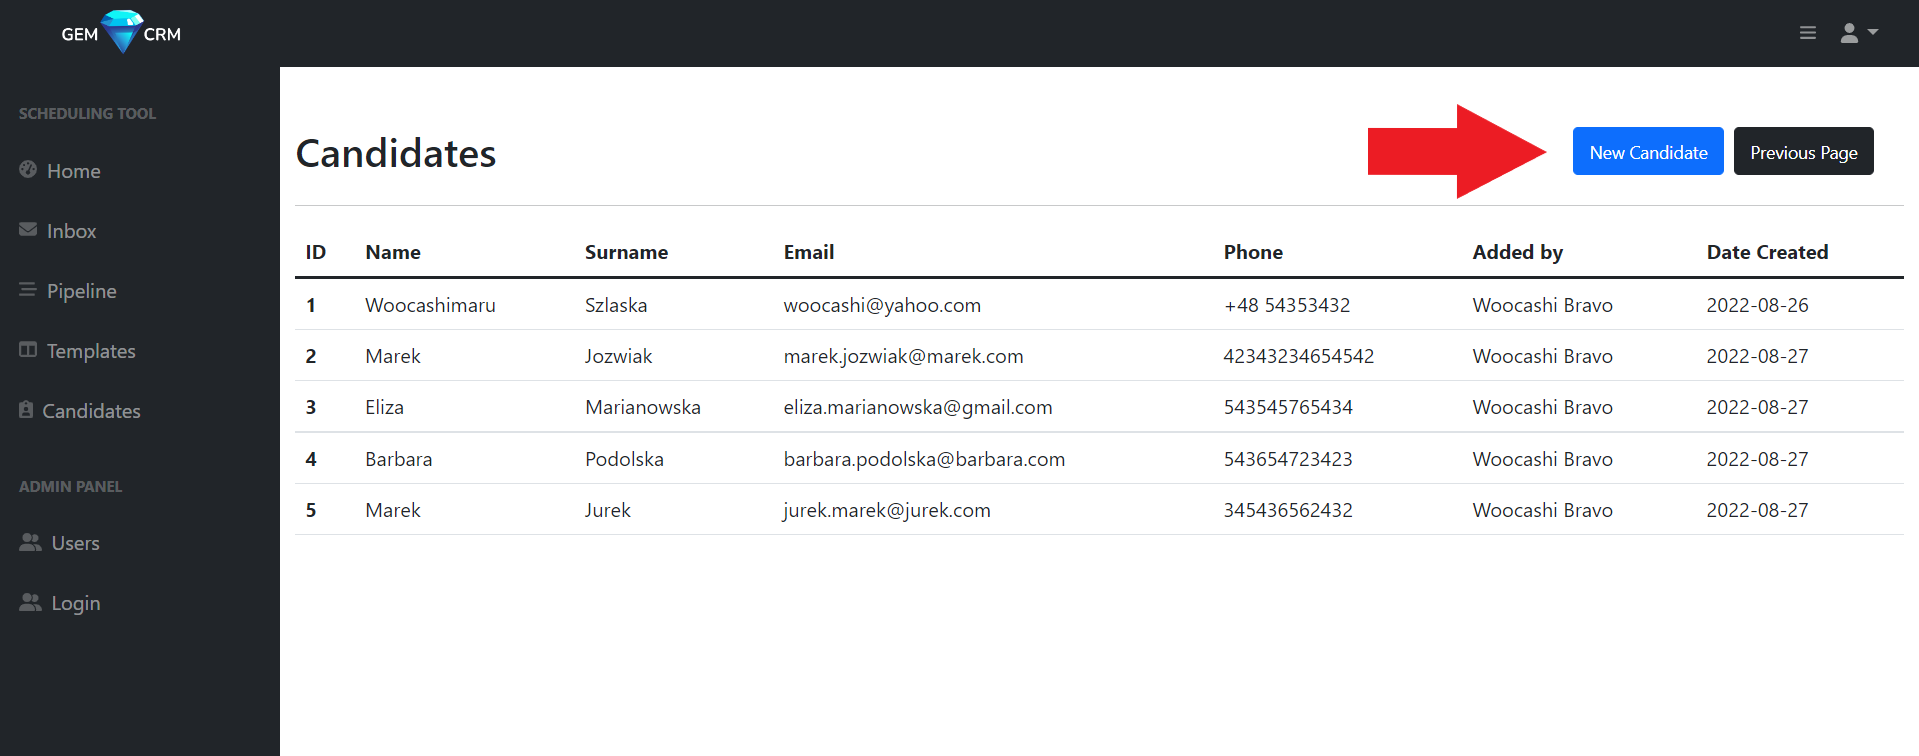 GEM CRM
SCHEDULING TOOL
Home
Inbox
Pipeline
Templates
Candidates
ADMIN PANEL
Users
Login
Candidates
New Candidate Previous Page
ID Name Surname Email Phone Added by Date Created
1 Woocashimaru Szlaska woocashi@yahoo.com +48 54353432 Woocashi Bravo 2022-08-26
2 Marek Jozwiak marek.jozwiak@marek.com 42343234654542 Woocashi Bravo 2022-08-27
3 Eliza Marianowska eliza.marianowska@gmail.com 543545765434 Woocashi Bravo 2022-08-27
4 Barbara Podolska barbara.podolska@barbara.com 543654723423 Woocashi Bravo 2022-08-27
5 Marek Jurek jurek.marek@jurek.com 345436562432 Woocashi Bravo 2022-08-27